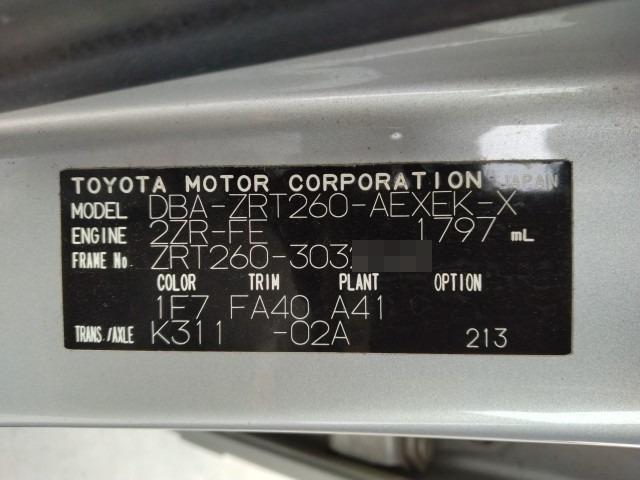 TOYOTA MOTOR CORPORATION JAPAN
MODEL DBA-ZRT260-AEXEK-X
ENGINE 2ZR-FE 1797 mL
FRAME No. ZRT260-303
COLOR TRIM PLANT OPTION
1F7 FA40 A41
TRANS./AXLE K311 -02A 213